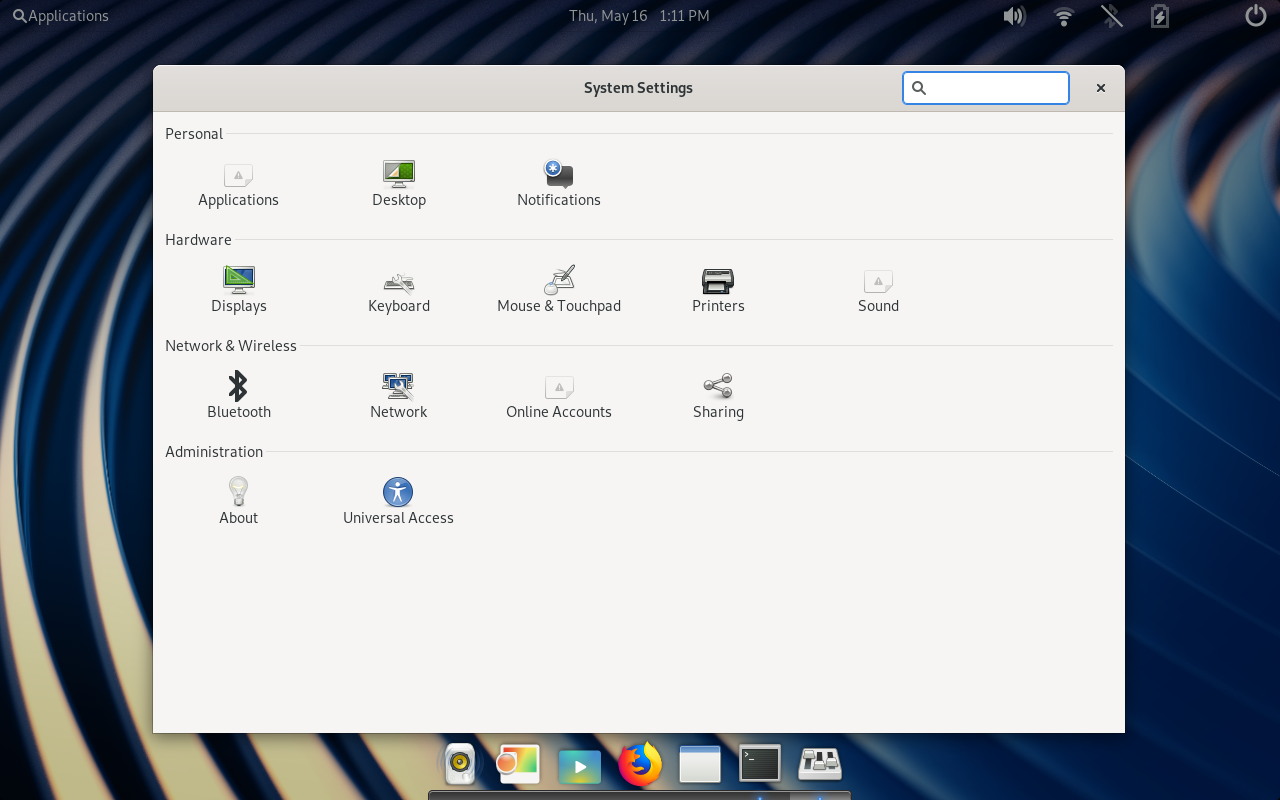 Applications
Thu, May 16 1:11 PM
System Settings
Personal
Applications
Desktop
Notifications
Hardware
Displays
Keyboard
Mouse & Touchpad
Printers
Sound
Network & Wireless
Bluetooth
Network
Online Accounts
Sharing
Administration
About
Universal Access